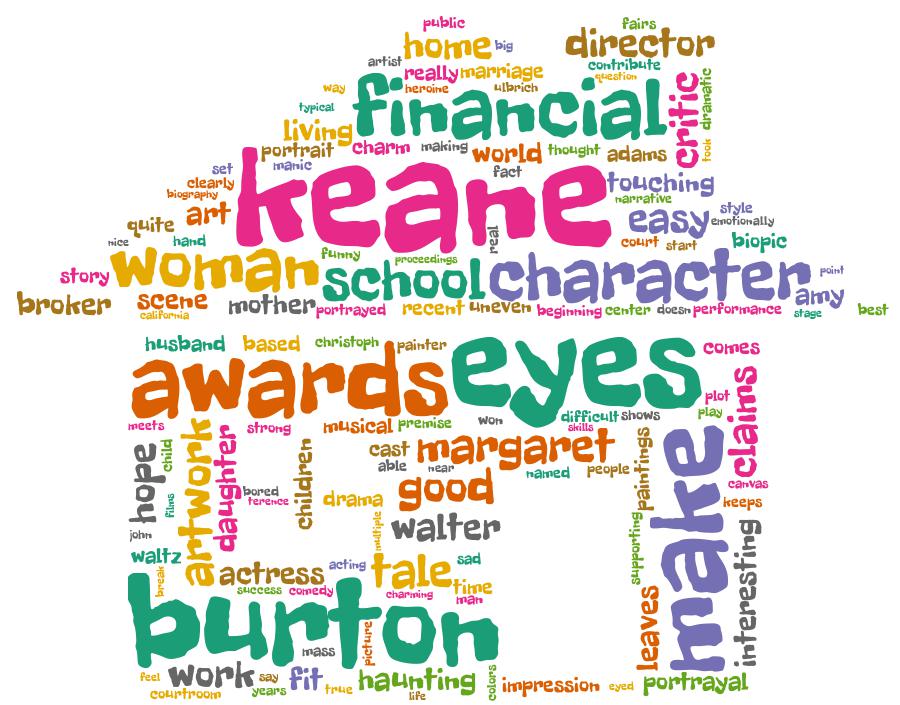 public
fairs
home big
director
artist
contribute
really marriage
question
way
heroine
ulbrich
financial
critic
dramatic
took
typical
living
portrait
charm
making
world
thought
adams
set
manic
fact
clearly
keane
touching
biography
narrative
art
easy
style
emotionally
quite
real
nice
hand
court
start
biopic
funny
proceedings
story
woman
school
character
point
amy
broker
scene
mother
portrayed
recent
uneven
beginning
center
doesn
performance
stage
best
california
husband
based
christoph
painter
eyes
comes
awards
plot
claims
meets
strong
musical
premise
won
difficult
shows
play
skills
hope
child
artwork
daughter
children
cast
margaret
able
near
named
people
paintings
make
canvas
films
bored
terence
drama
good
keeps
john
multiple
walter
supporting
interesting
waltz
break
actress
acting
tale
sad
time
success
comedy
charming
man
burton
picture
mass
leaves
feel
work
say
fit
haunting
colors
impression
eyed
portrayal
courtroom
years
true
life